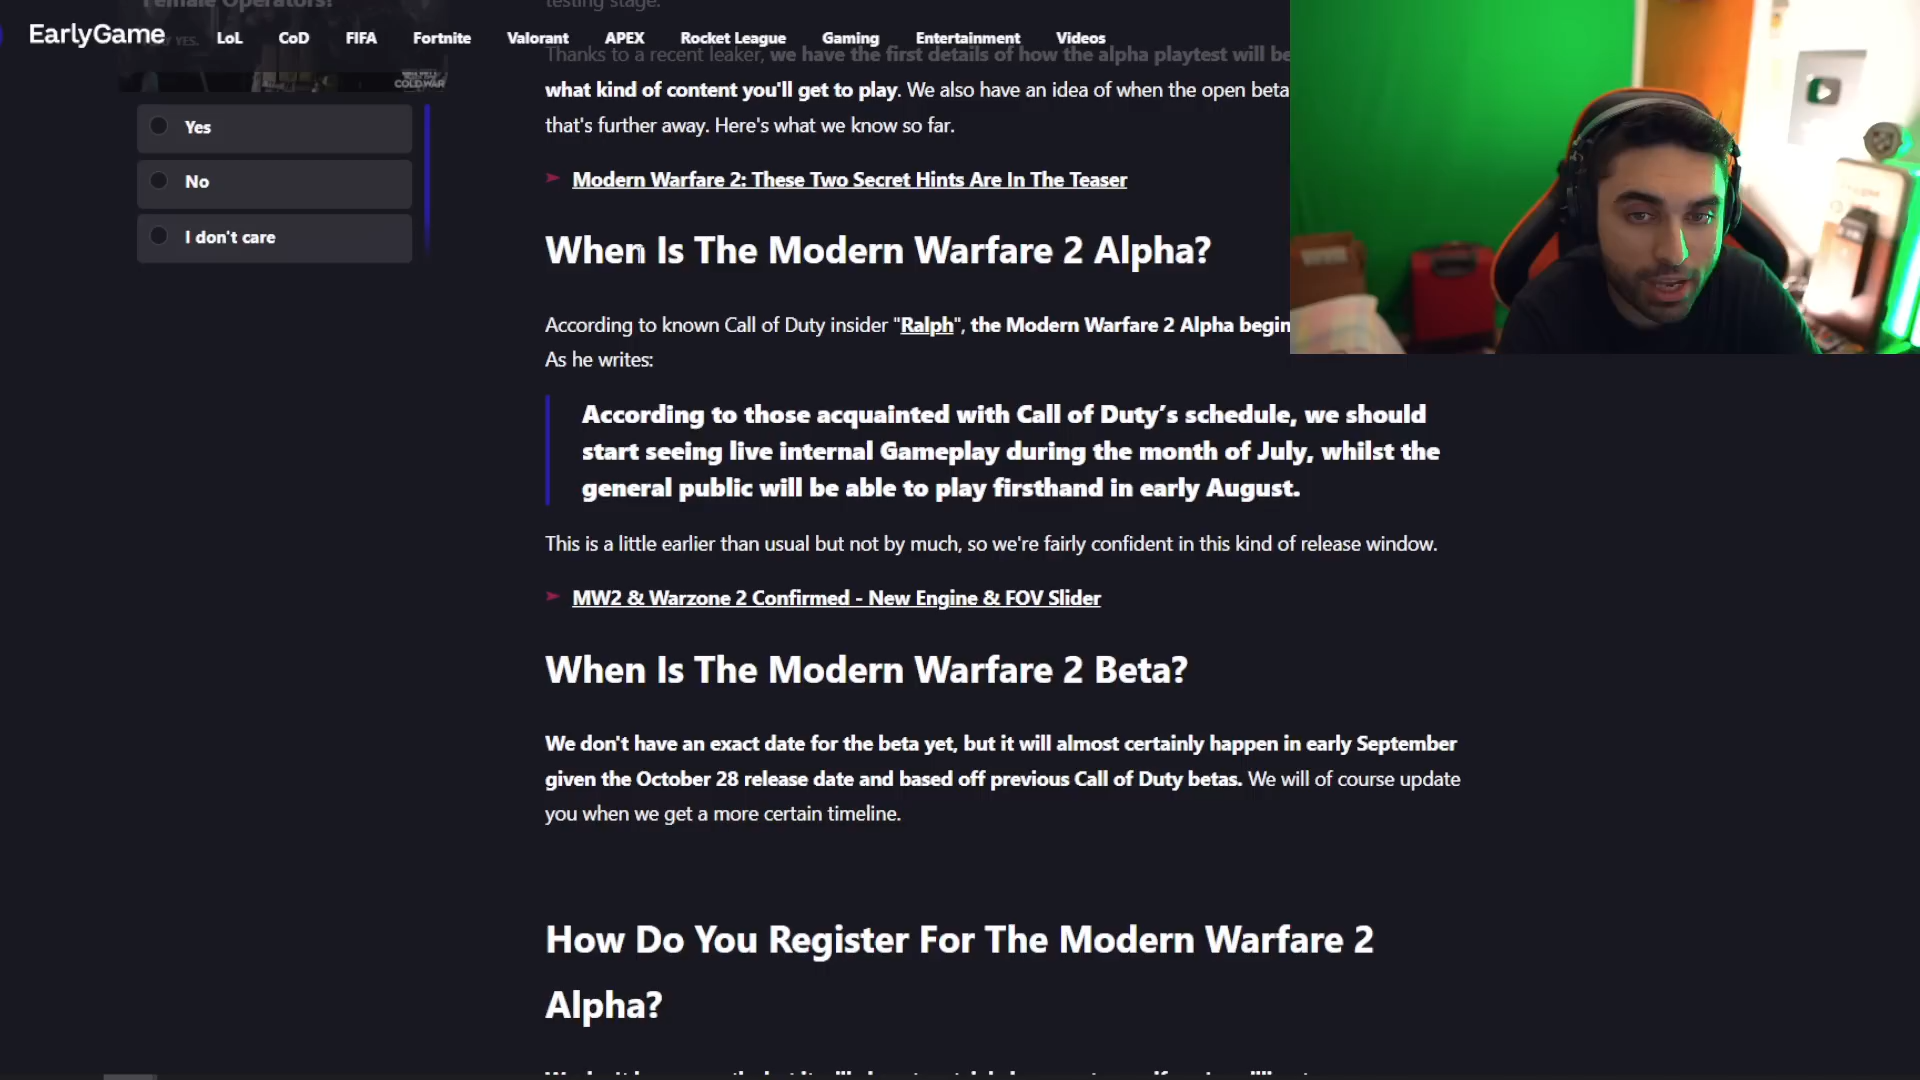 testing stage.
Female Operators?
EarlyGame LoL CoD FIFA Fortnite Valorant APEX Rocket League Gaming Entertainment Videos
YES.
Thanks to a recent leaker, we have the first details of how the alpha playtest will be
COLD WAR
what kind of content you'll get to play. We also have an idea of when the open beta
that's further away. Here's what we know so far.
Yes
No
I don't care
Modern Warfare 2: These Two Secret Hints Are In The Teaser
When Is The Modern Warfare 2 Alpha?
According to known Call of Duty insider "Ralph", the Modern Warfare 2 Alpha begin
As he writes:
According to those acquainted with Call of Duty’s schedule, we should
start seeing live internal Gameplay during the month of July, whilst the
general public will be able to play firsthand in early August.
This is a little earlier than usual but not by much, so we're fairly confident in this kind of release window.
MW2 & Warzone 2 Confirmed - New Engine & FOV Slider
When Is The Modern Warfare 2 Beta?
We don't have an exact date for the beta yet, but it will almost certainly happen in early September
given the October 28 release date and based off previous Call of Duty betas. We will of course update
you when we get a more certain timeline.
How Do You Register For The Modern Warfare 2
Alpha?